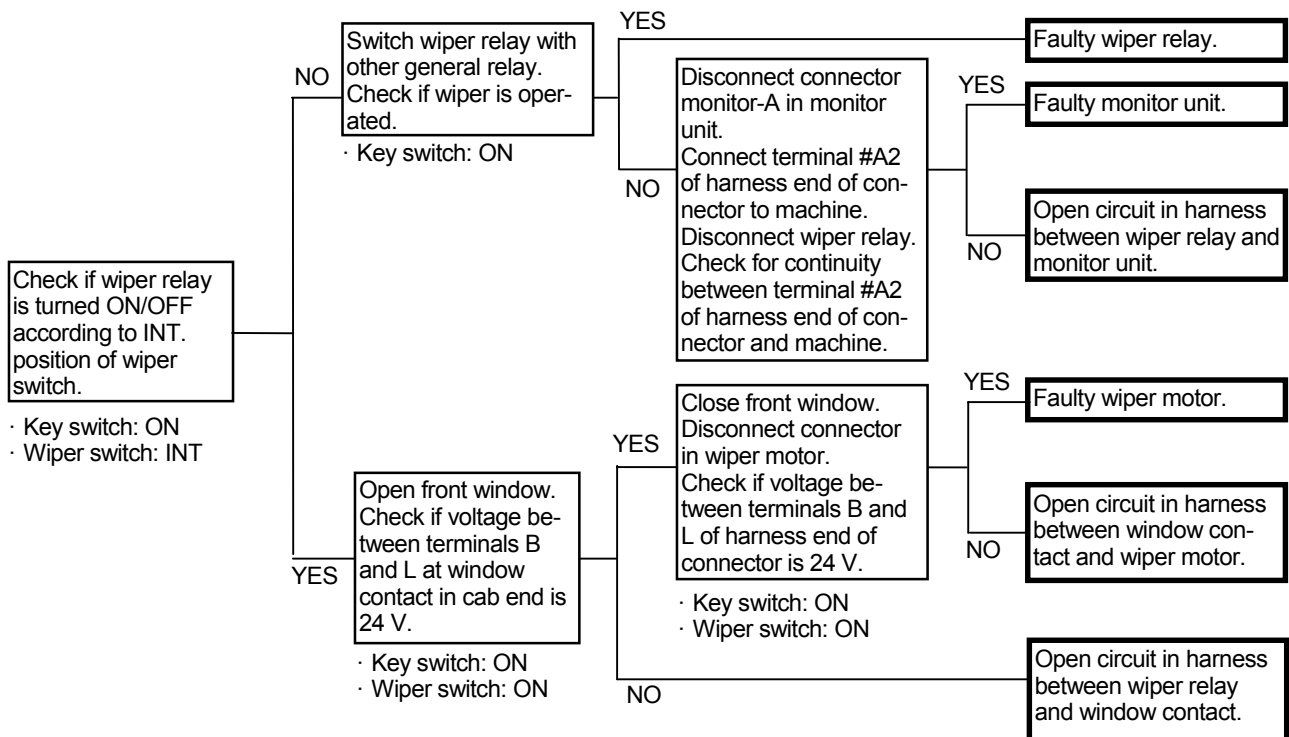 Check if wiper relay
is turned ON/OFF
according to INT.
position of wiper
switch.
· Key switch: ON
· Wiper switch: INT
NO
Switch wiper relay with
other general relay.
Check if wiper is oper-
ated.
· Key switch: ON
YES
Faulty wiper relay.
NO
Disconnect connector
monitor-A in monitor
unit.
Connect terminal #A2
of harness end of con-
nector to machine.
Disconnect wiper relay.
Check for continuity
between terminal #A2
of harness end of con-
nector and machine.
YES
Faulty monitor unit.
NO
Open circuit in harness
between wiper relay and
monitor unit.
YES
Open front window.
Check if voltage be-
tween terminals B
and L at window
contact in cab end is
24 V.
· Key switch: ON
· Wiper switch: ON
YES
Close front window.
Disconnect connector
in wiper motor.
Check if voltage be-
tween terminals B and
L of harness end of
connector is 24 V.
· Key switch: ON
· Wiper switch: ON
YES
Faulty wiper motor.
NO
Open circuit in harness
between window con-
tact and wiper motor.
NO
Open circuit in harness
between wiper relay
and window contact.